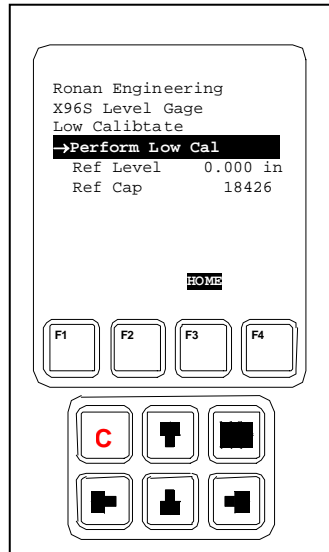 Ronan Engineering
X96S Level Gage
Low Calibtate
→Perform Low Cal
Ref Level 0.000 in
Ref Cap 18426
HOME
F1 F2 F3 F4
C